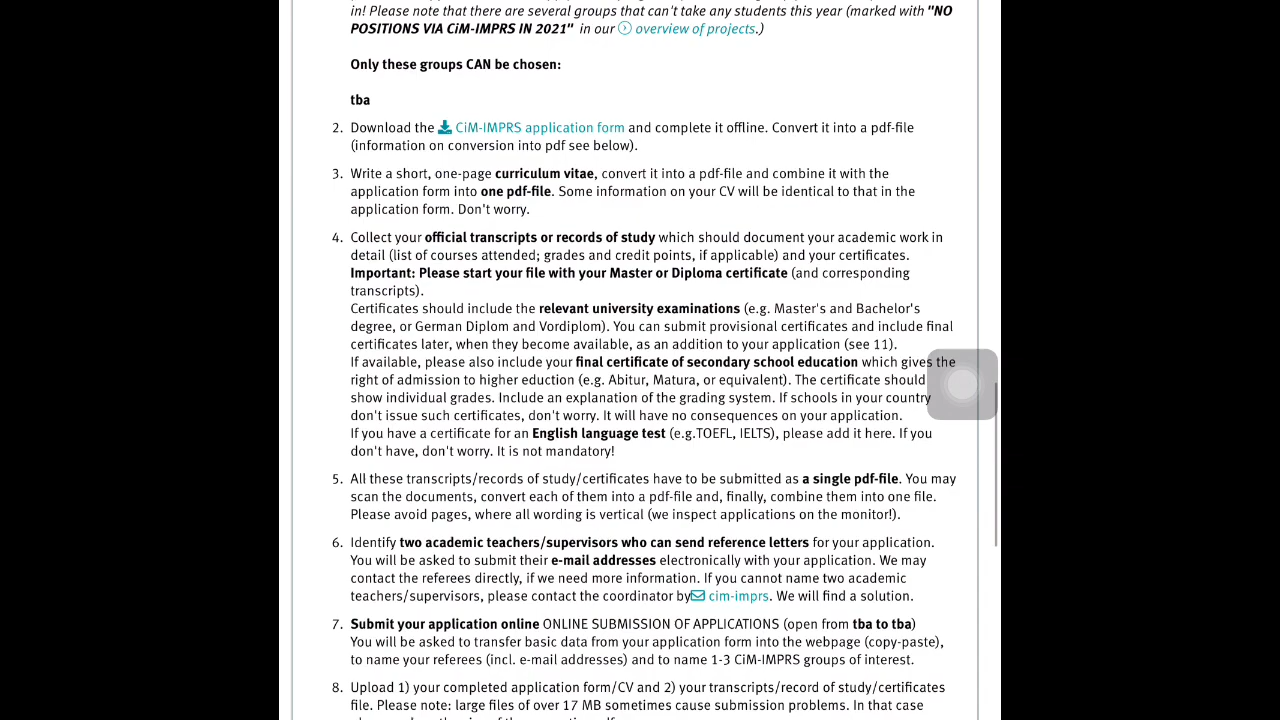 in! Please note that there are several groups that can't take any students this year (marked with "NO
POSITIONS VIA CiM-IMPRS IN 2021" in our overview of projects.)
Only these groups CAN be chosen:
tba
2. Download the CiM-IMPRS application form and complete it offline. Convert it into a pdf-file
(information on conversion into pdf see below).
3. Write a short, one-page curriculum vitae, convert it into a pdf-file and combine it with the
application form into one pdf-file. Some information on your CV will be identical to that in the
application form. Don't worry.
4. Collect your official transcripts or records of study which should document your academic work in
detail (list of courses attended; grades and credit points, if applicable) and your certificates.
Important: Please start your file with your Master or Diploma certificate (and corresponding
transcripts).
Certificates should include the relevant university examinations (e.g. Master's and Bachelor's
degree, or German Diplom and Vordiplom). You can submit provisional certificates and include final
certificates later, when they become available, as an addition to your application (see 11).
If available, please also include your final certificate of secondary school education which gives the
right of admission to higher eduction (e.g. Abitur, Matura, or equivalent). The certificate should
show individual grades. Include an explanation of the grading system. If schools in your country
don't issue such certificates, don't worry. It will have no consequences on your application.
If you have a certificate for an English language test (e.g.TOEFL, IELTS), please add it here. If you
don't have, don't worry. It is not mandatory!
5. All these transcripts/records of study/certificates have to be submitted as a single pdf-file. You may
scan the documents, convert each of them into a pdf-file and, finally, combine them into one file.
Please avoid pages, where all wording is vertical (we inspect applications on the monitor!).
6. Identify two academic teachers/supervisors who can send reference letters for your application.
You will be asked to submit their e-mail addresses electronically with your application. We may
contact the referees directly, if we need more information. If you cannot name two academic
teachers/supervisors, please contact the coordinator by cim-imprs. We will find a solution.
7. Submit your application online ONLINE SUBMISSION OF APPLICATIONS (open from tba to tba)
You will be asked to transfer basic data from your application form into the webpage (copy-paste),
to name your referees (incl. e-mail addresses) and to name 1-3 CiM-IMPRS groups of interest.
8. Upload 1) your completed application form/CV and 2) your transcripts/record of study/certificates
file. Please note: large files of over 17 MB sometimes cause submission problems. In that case